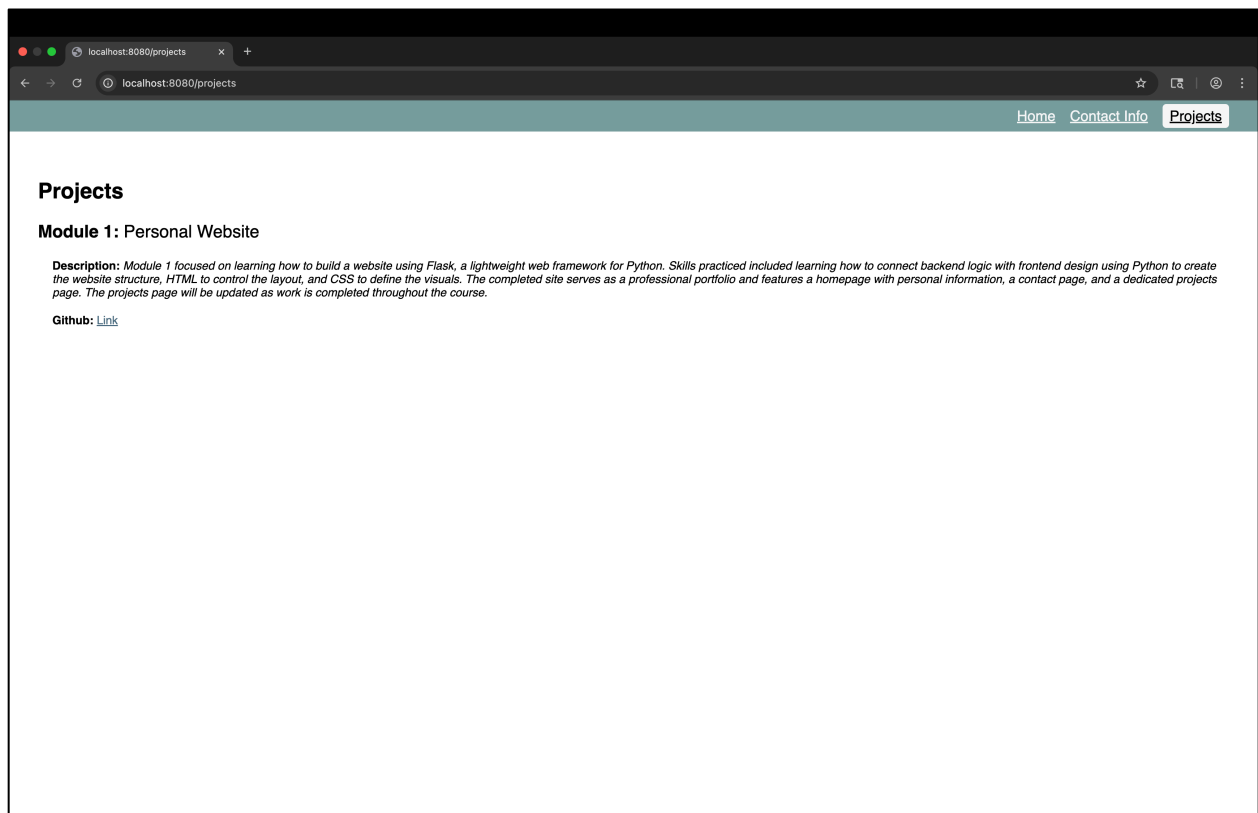 localhost:8080/projects
localhost:8080/projects
Home Contact Info Projects
Projects
Module 1: Personal Website
Description: Module 1 focused on learning how to build a website using Flask, a lightweight web framework for Python. Skills practiced included learning how to connect backend logic with frontend design using Python to create
the website structure, HTML to control the layout, and CSS to define the visuals. The completed site serves as a professional portfolio and features a homepage with personal information, a contact page, and a dedicated projects
page. The projects page will be updated as work is completed throughout the course.
Github: Link